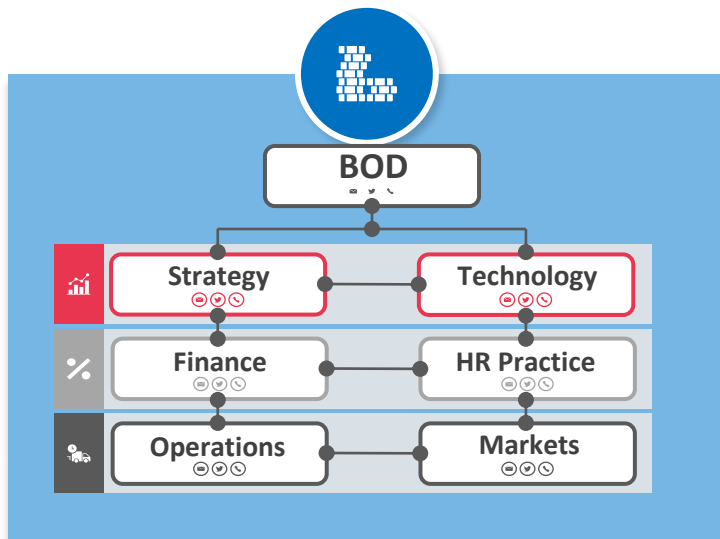 BOD
Strategy
Technology
Finance
HR Practice
Operations
Markets